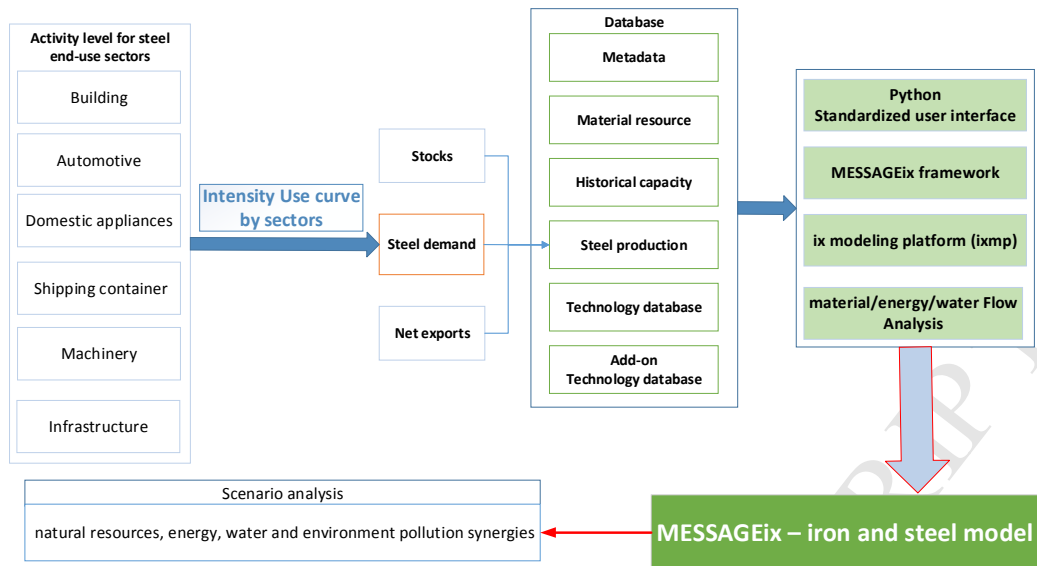 Activity level for steel
end-use sectors
Building
Automotive
Domestic appliances
Shipping container
Machinery
Infrastructure
Intensity Use curve
by sectors
Stocks
Steel demand
Net exports
Database
Metadata
Material resource
Historical capacity
Steel production
Technology database
Add-on
Technology database
Python
Standardized user interface
MESSAGEix framework
ix modeling platform (ixmp)
material/energy/water Flow
Analysis
Scenario analysis
natural resources, energy, water and environment pollution synergies
MESSAGEix – iron and steel model